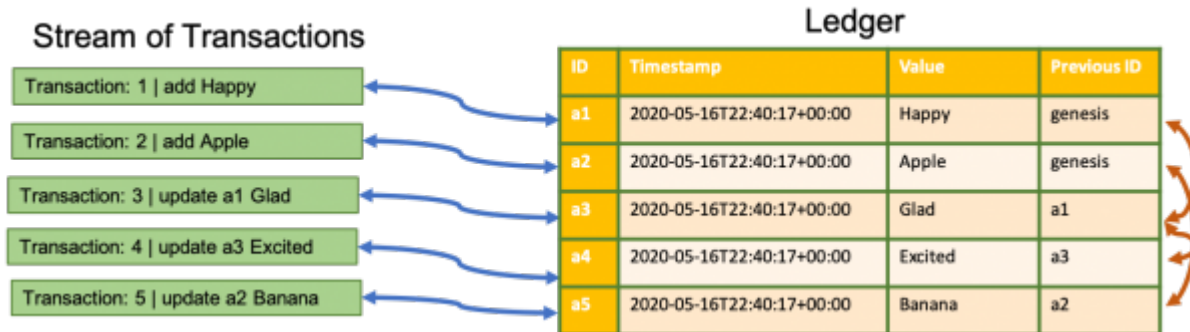 Stream of Transactions
Transaction: 1 | add Happy
Transaction: 2 | add Apple
Transaction: 3 | update a1 Glad
Transaction: 4 | update a3 Excited
Transaction: 5 | update a2 Banana
Ledger
ID Timestamp Value Previous ID
a1 2020-05-16T22:40:17+00:00 Happy genesis
a2 2020-05-16T22:40:17+00:00 Apple genesis
a3 2020-05-16T22:40:17+00:00 Glad a1
a4 2020-05-16T22:40:17+00:00 Excited a3
a5 2020-05-16T22:40:17+00:00 Banana a2